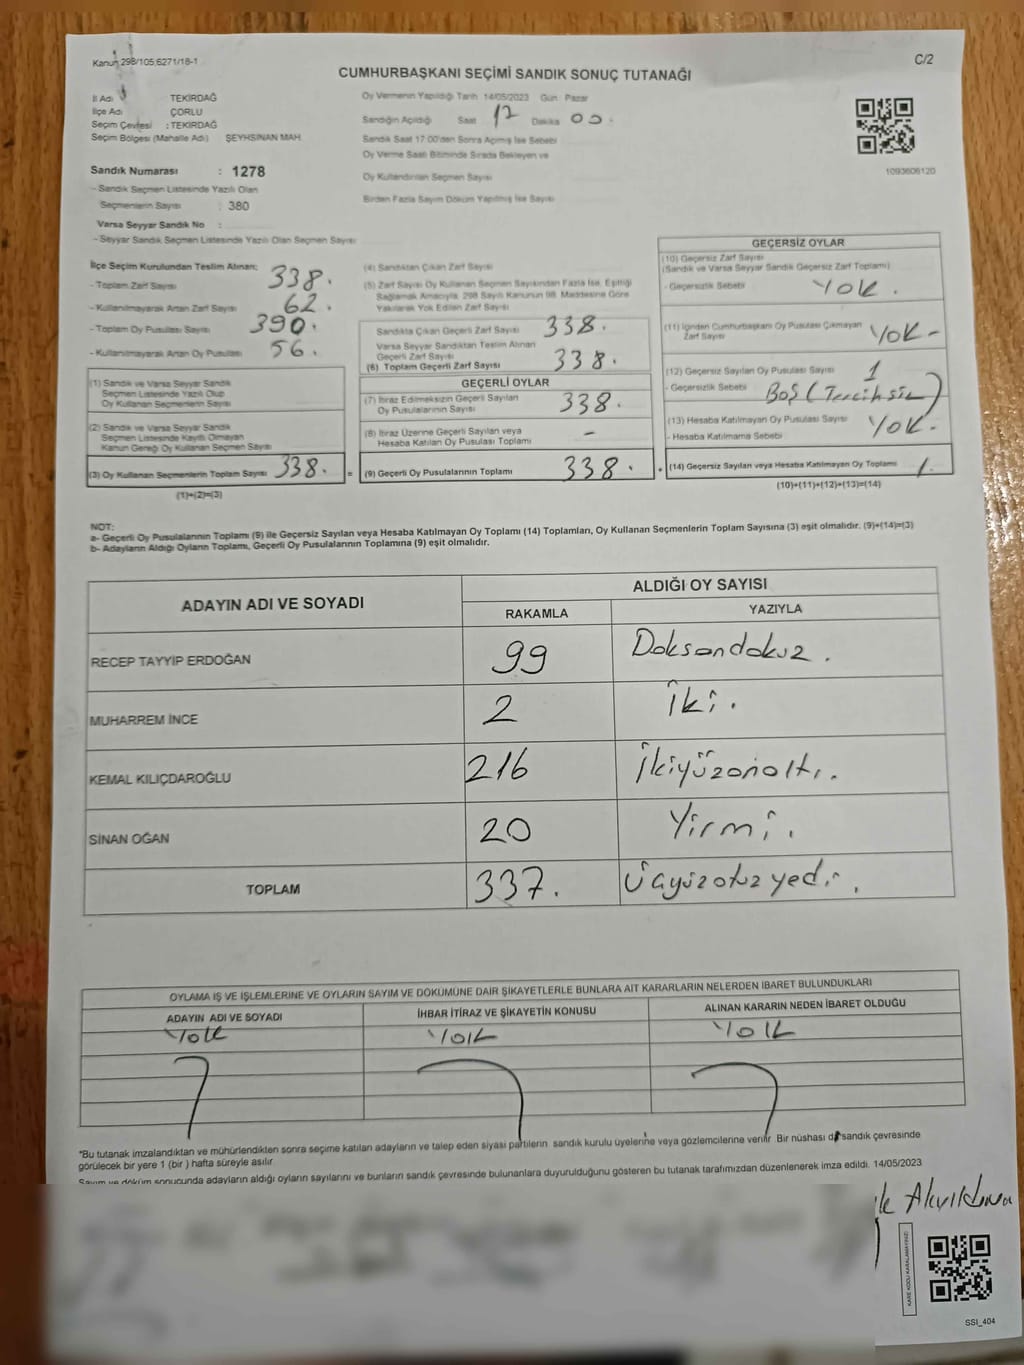 Kanun 298/105;6271/18-1
C/2
CUMHURBAŞKANI SEÇİMİ SANDIK SONUÇ TUTANAĞI
İl Adı TEKİRDAĞ
İlçe Adı ÇORLU
Seçim Çevresi : TEKİRDAĞ
Seçim Bölgesi (Mahalle Adı) ŞEYHSİNAN MAH.
Sandık Numarası : 1278
- Sandık Seçmen Listesinde Yazılı Olan
Seçmenlerin Sayısı : 380
Varsa Seyyar Sandık No :
- Seyyar Sandık Seçmen Listesinde Yazılı Olan Seçmen Sayısı
Oy Vermenin Yapıldığı Tarih 14/05/2023 Gün Pazar
Sandığın Açıldığı Saat 17 Dakika 00
Sandık Saat 17:00'den Sonra Açılmış İse Sebebi
Oy Verme Saati Bitiminde Sırada Bekleyen ve
Oy Kullandırılan Seçmen Sayısı
Birden Fazla Sayım Döküm Yapılmış İse Sayısı
1093606120
İlçe Seçim Kurulundan Teslim Alınan;
- Toplam Zarf Sayısı 338.
- Kullanılmayarak Artan Zarf Sayısı 62.
- Toplam Oy Pusulası Sayısı 390.
- Kullanılmayarak Artan Oy Pusulası 56.
(1) Sandık ve Varsa Seyyar Sandık
Seçmen Listesinde Yazılı Olup
Oy Kullanan Seçmenlerin Sayısı
(2) Sandık ve Varsa Seyyar Sandık
Seçmen Listesinde Kayıtlı Olmayan
Kanun Gereği Oy Kullanan Seçmen Sayısı
(3) Oy Kullanan Seçmenlerin Toplam Sayısı 338. =
(1)+(2)=(3)
(4) Sandıktan Çıkan Zarf Sayısı
(5) Zarf Sayısı Oy Kullanan Seçmen Sayısından Fazla İse, Eşitliği
Sağlamak Amacıyla, 298 Sayılı Kanunun 98. Maddesine Göre
Yakılarak Yok Edilen Zarf Sayısı
Sandıkta Çıkan Geçerli Zarf Sayısı 338.
Varsa Seyyar Sandıktan Teslim Alınan
Geçerli Zarf Sayısı
(6) Toplam Geçerli Zarf Sayısı 338.
GEÇERLİ OYLAR
(7) İtiraz Edilmeksizin Geçerli Sayılan
Oy Pusulalarının Sayısı 338.
(8) İtiraz Üzerine Geçerli Sayılan veya
Hesaba Katılan Oy Pusulası Toplamı -
(9) Geçerli Oy Pusulalarının Toplamı 338. +
GEÇERSİZ OYLAR
(10) Geçersiz Zarf Sayısı
(Sandık ve Varsa Seyyar Sandık Geçersiz Zarf Toplamı)
- Geçersizlik Sebebi YOK.
(11) İçinden Cumhurbaşkanı Oy Pusulası Çıkmayan
Zarf Sayısı YOK -
(12) Geçersiz Sayılan Oy Pusulası Sayısı 1
- Geçersizlik Sebebi BOŞ (Tercihsiz)
(13) Hesaba Katılmayan Oy Pusulası Sayısı YOK.
- Hesaba Katılmama Sebebi
(14) Geçersiz Sayılan veya Hesaba Katılmayan Oy Toplamı 1.
(10)+(11)+(12)+(13)=(14)
NOT:
a- Geçerli Oy Pusulalarının Toplamı (9) ile Geçersiz Sayılan veya Hesaba Katılmayan Oy Toplamı (14) Toplamları, Oy Kullanan Seçmenlerin Toplam Sayısına (3) eşit olmalıdır. (9)+(14)=(3)
b- Adayların Aldığı Oyların Toplamı, Geçerli Oy Pusulalarının Toplamına (9) eşit olmalıdır.
ADAYIN ADI VE SOYADI
ALDIĞI OY SAYISI
RAKAMLA YAZIYLA
RECEP TAYYİP ERDOĞAN 99 Doksandokuz.
MUHARREM İNCE 2 İki.
KEMAL KILIÇDAROĞLU 216 İkiyüzonaltı.
SİNAN OĞAN 20 Yirmi.
TOPLAM 337. Üçyüzotuzyedi.
OYLAMA İŞ VE İŞLEMLERİNE VE OYLARIN SAYIM VE DÖKÜMÜNE DAİR ŞİKAYETLERLE BUNLARA AİT KARARLARIN NELERDEN İBARET BULUNDUKLARI
ADAYIN ADI VE SOYADI İHBAR İTİRAZ VE ŞİKAYETİN KONUSU ALINAN KARARIN NEDEN İBARET OLDUĞU
YOK YOK YOK
*Bu tutanak imzalandıktan ve mühürlendikten sonra seçime katılan adayların ve talep eden siyasi partilerin sandık kurulu üyelerine veya gözlemcilerine verilir. Bir nüshası da sandık çevresinde
görülecek bir yere 1 (bir) hafta süreyle asılır.
Sayım ve döküm sonucunda adayların aldığı oyların sayılarını ve bunların sandık çevresinde bulunanlara duyurulduğunu gösteren bu tutanak tarafımızdan düzenlenerek imza edildi. 14/05/2023
KARE KODU KARALAMAYINIZ!
SSI_404